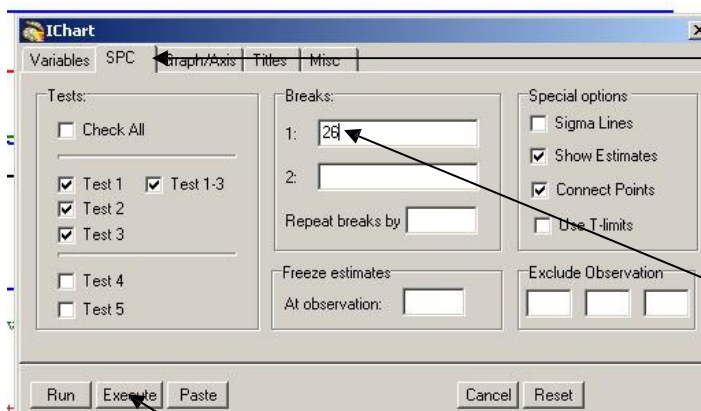 IChart
Variables SPC Graph/Axis Titles Misc
Tests:
Check All
Test 1 Test 1-3
Test 2
Test 3
Test 4
Test 5
Breaks:
1: 26
2:
Repeat breaks by
Freeze estimates
At observation:
Special options
Sigma Lines
Show Estimates
Connect Points
Use T-limits
Exclude Observation
Run Execute Paste Cancel Reset